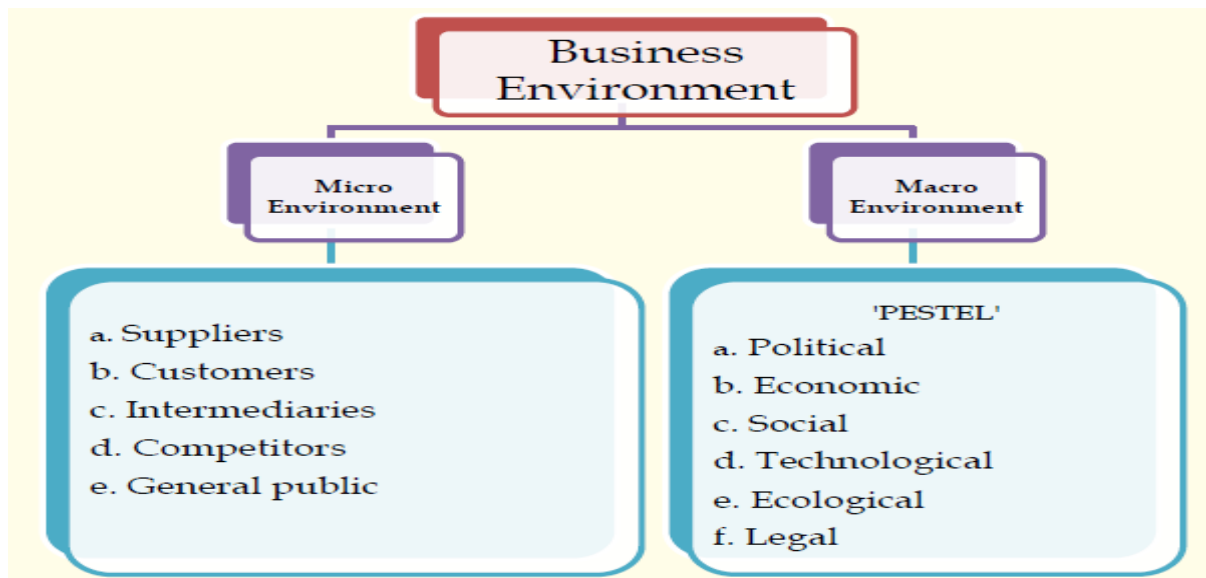 Business
Environment
Micro
Environment
Macro
Environment
a. Suppliers
b. Customers
c. Intermediaries
d. Competitors
e. General public
'PESTEL'
a. Political
b. Economic
c. Social
d. Technological
e. Ecological
f. Legal